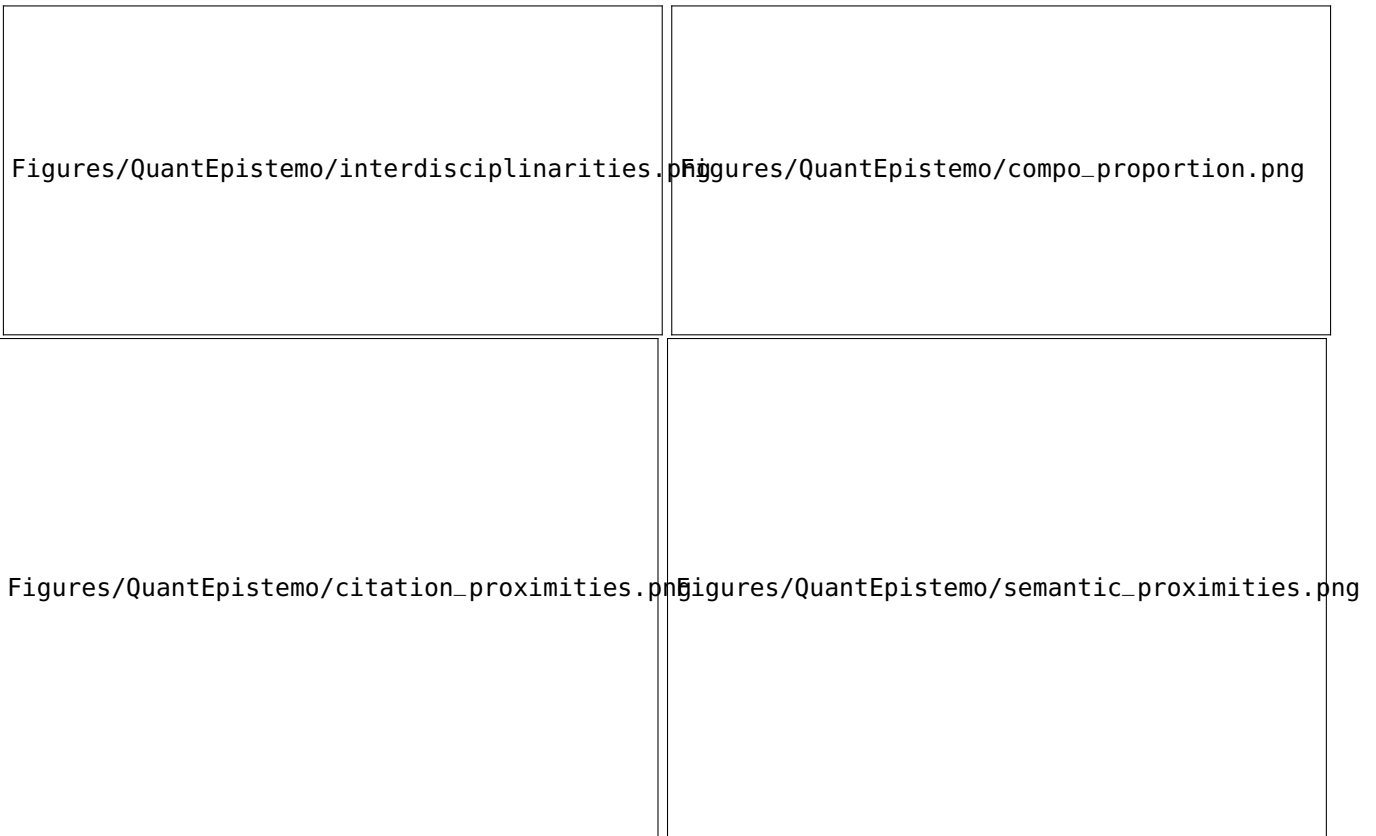 Figures/QuantEpistemo/interdisciplinarities.png
Figures/QuantEpistemo/compo_proportion.png
Figures/QuantEpistemo/citation_proximities.png
Figures/QuantEpistemo/semantic_proximities.png